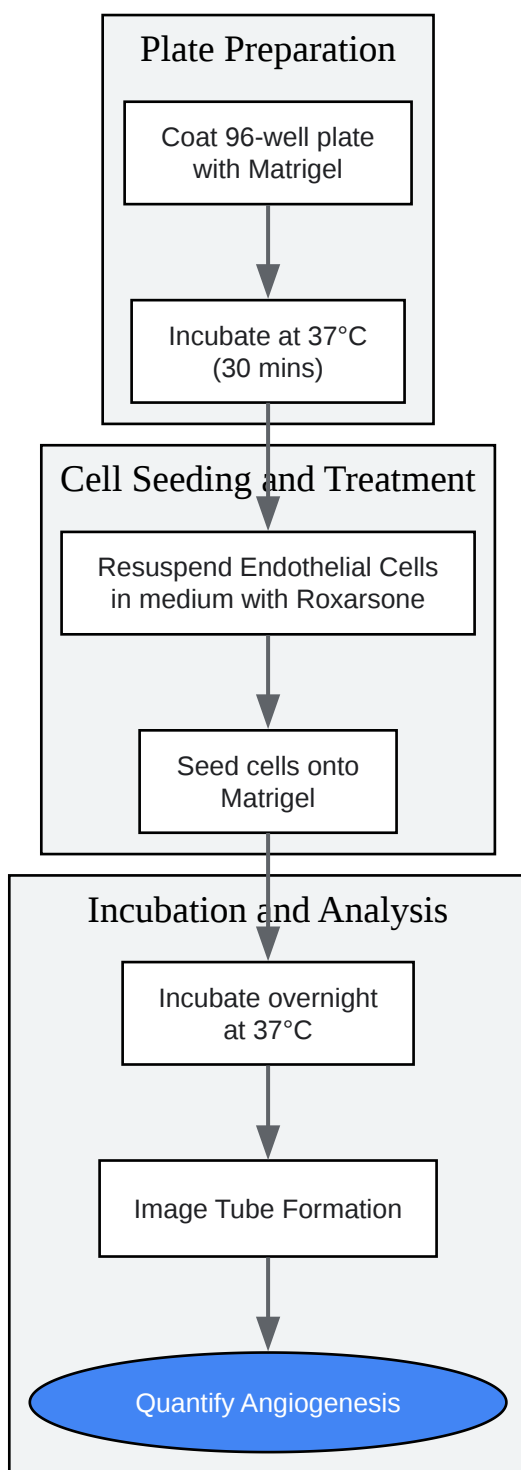 Plate Preparation
Coat 96-well plate
with Matrigel
Incubate at 37°C
(30 mins)
Cell Seeding and Treatment
Resuspend Endothelial Cells
in medium with Roxarsone
Seed cells onto
Matrigel
Incubation and Analysis
Incubate overnight
at 37°C
Image Tube Formation
Quantify Angiogenesis